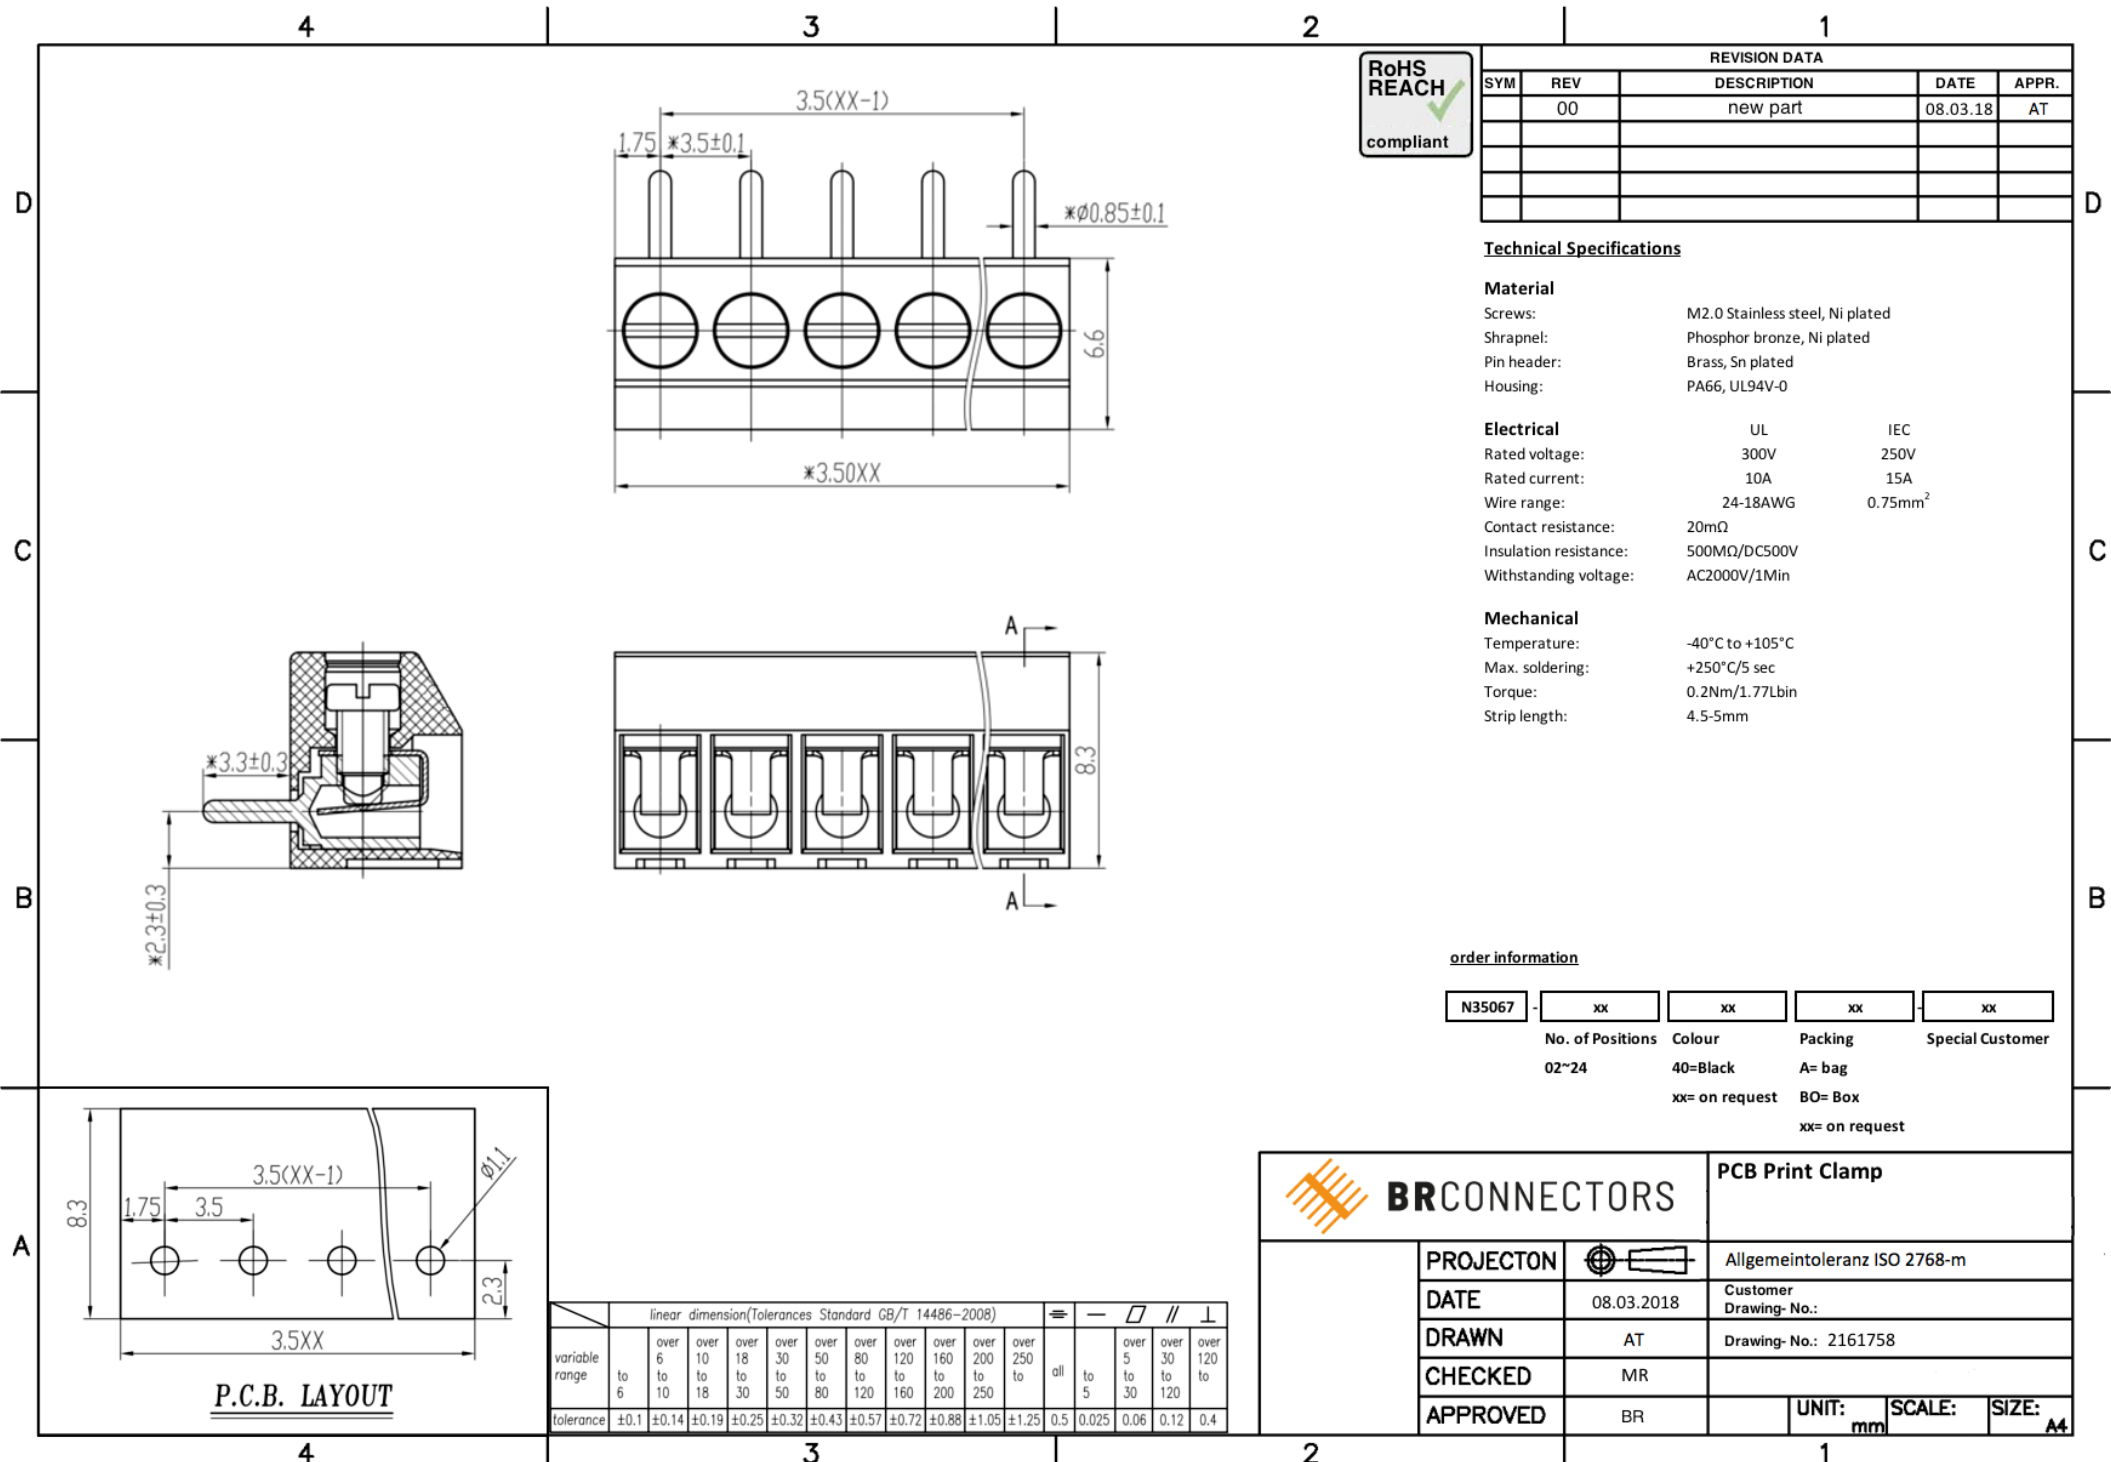 4
3
2
1
D
C
B
A
D
C
B
4
3
2
1
RoHS
REACH
compliant
REVISION DATA
SYM REV DESCRIPTION DATE APPR.
00 new part 08.03.18 AT
3.5(XX-1)
1.75 *3.5±0.1
*Ø0.85±0.1
6.6
*3.50XX
Technical Specifications
Material
Screws: M2.0 Stainless steel, Ni plated
Shrapnel: Phosphor bronze, Ni plated
Pin header: Brass, Sn plated
Housing: PA66, UL94V-0
Electrical UL IEC
Rated voltage: 300V 250V
Rated current: 10A 15A
Wire range: 24-18AWG 0.75mm²
Contact resistance: 20mΩ
Insulation resistance: 500MΩ/DC500V
Withstanding voltage: AC2000V/1Min
Mechanical
Temperature: -40°C to +105°C
Max. soldering: +250°C/5 sec
Torque: 0.2Nm/1.77Lbin
Strip length: 4.5-5mm
*3.3±0.3
*2.3±0.3
A
8.3
A
order information
N35067 - xx xx xx - xx
No. of Positions Colour Packing Special Customer
02~24 40=Black A= bag
xx= on request BO= Box
xx= on request
8.3
3.5(XX-1)
Ø1.1
1.75 3.5
2.3
3.5XX
P.C.B. LAYOUT
linear dimension(Tolerances Standard GB/T 14486-2008) ⌯ — ▱ // ⊥
variable range to 6 over 6 to 10 over 10 to 18 over 18 to 30 over 30 to 50 over 50 to 80 over 80 to 120 over 120 to 160 over 160 to 200 over 200 to 250 over 250 to all to 5 over 5 to 30 over 30 to 120 over 120 to
tolerance ±0.1 ±0.14 ±0.19 ±0.25 ±0.32 ±0.43 ±0.57 ±0.72 ±0.88 ±1.05 ±1.25 0.5 0.025 0.06 0.12 0.4
BRCONNECTORS
PCB Print Clamp
PROJECTON Allgemeintoleranz ISO 2768-m
DATE 08.03.2018 Customer
Drawing- No.:
DRAWN AT Drawing- No.: 2161758
CHECKED MR
APPROVED BR
UNIT: mm SCALE: SIZE: A4